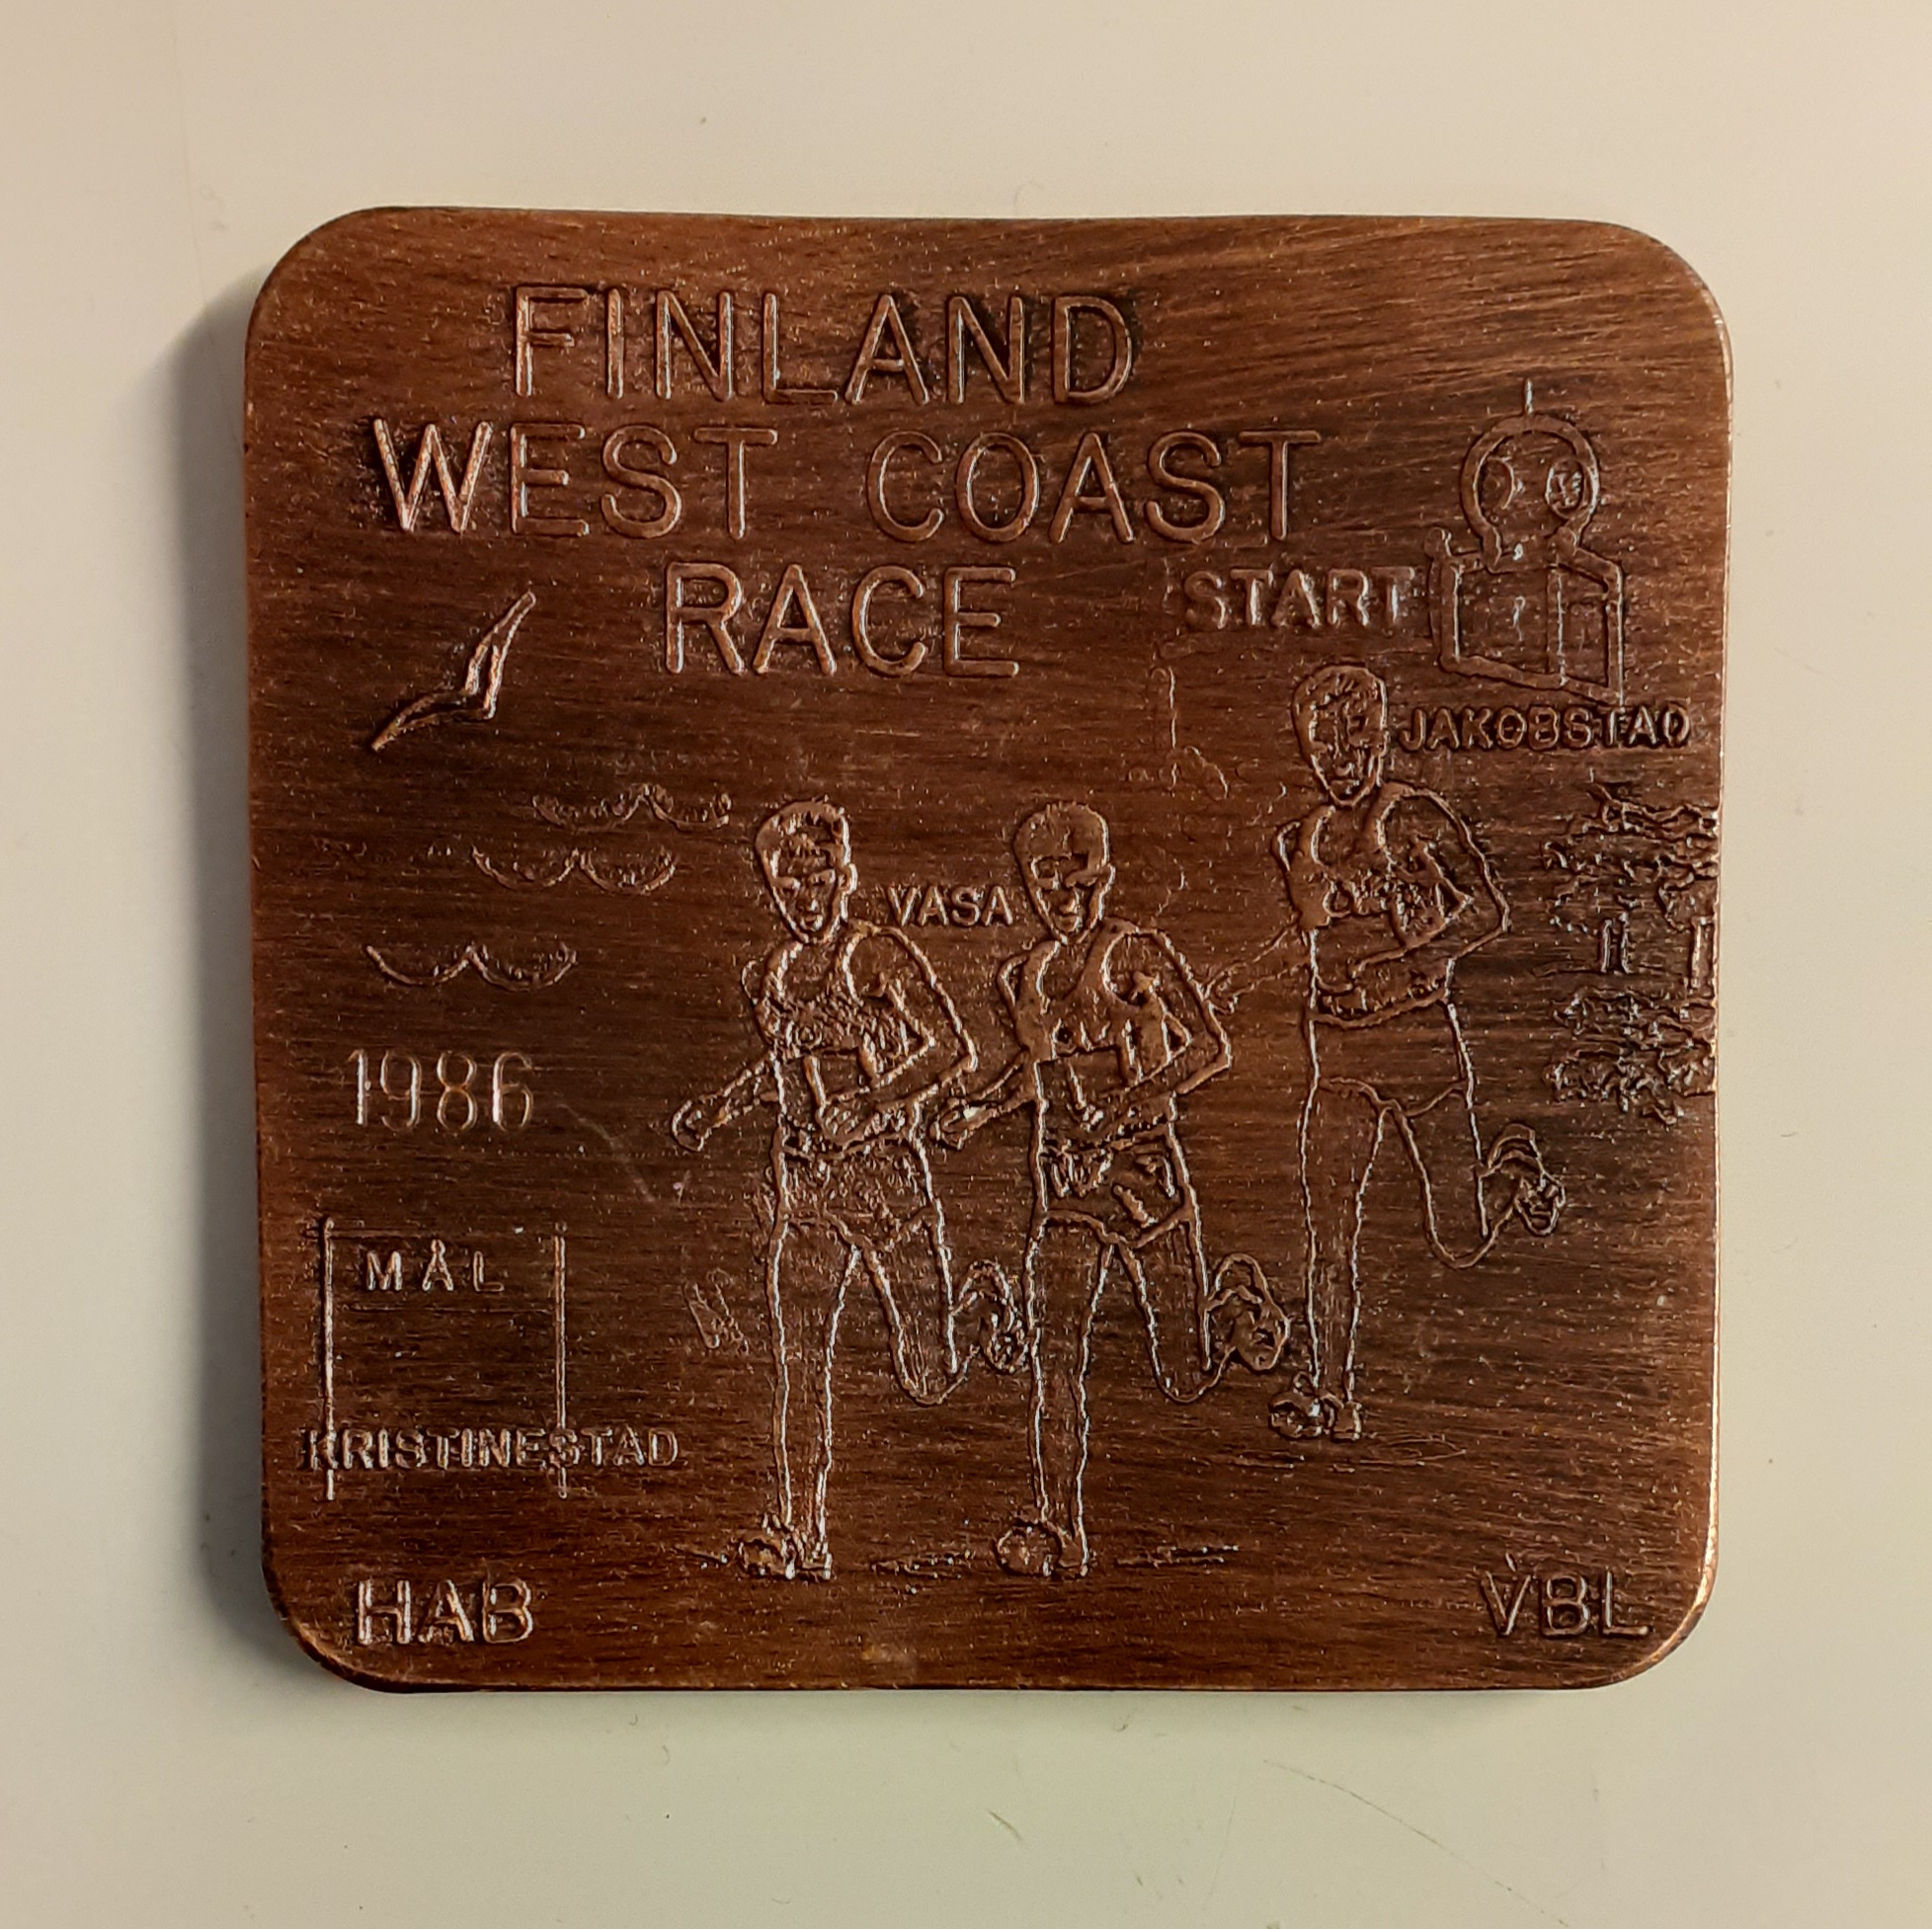 FINLAND
WEST COAST
RACE
START
JAKOBSTAD
VASA
1986
MÅL
KRISTINESTAD
HAB
VBL